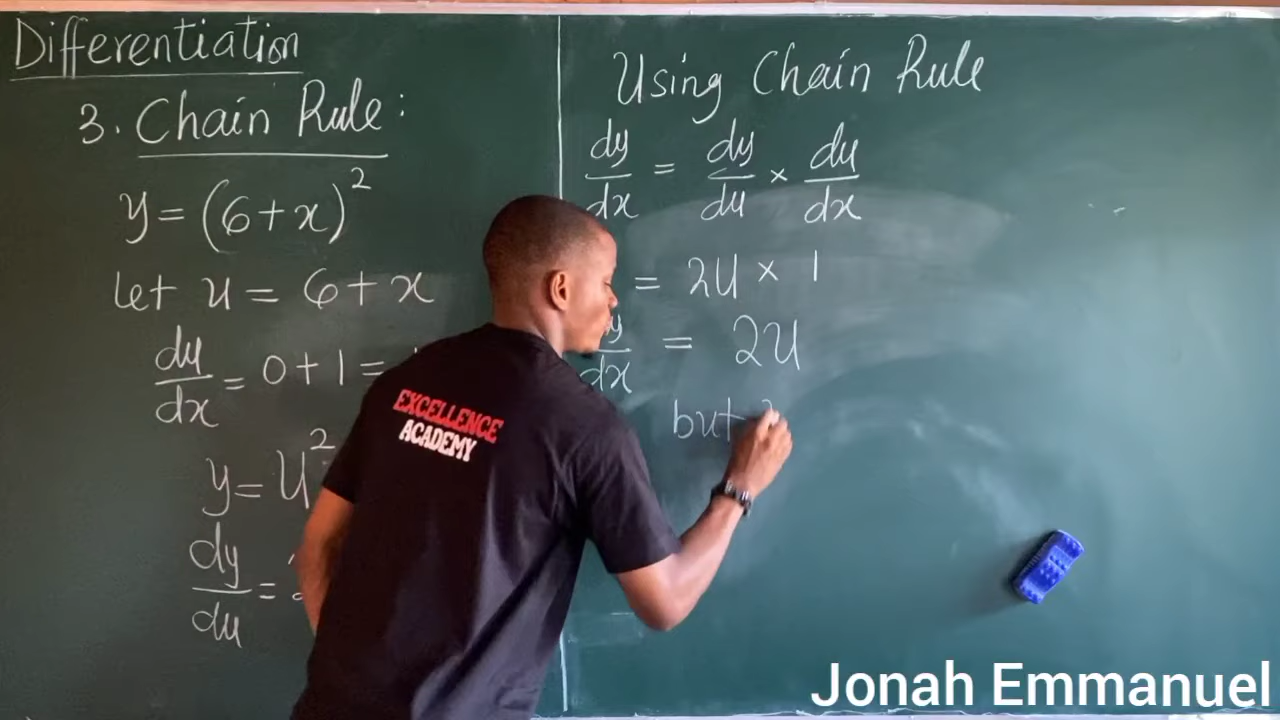 Differentiation
3. Chain Rule:
y = (6+x)²
let u = 6+x
du/dx = 0+1 =
y = u²
dy/du =
Using Chain Rule
dy/dx = dy/du × du/dx
= 2u × 1
dy/dx = 2u
but
EXCELLENCE
ACADEMY
Jonah Emmanuel